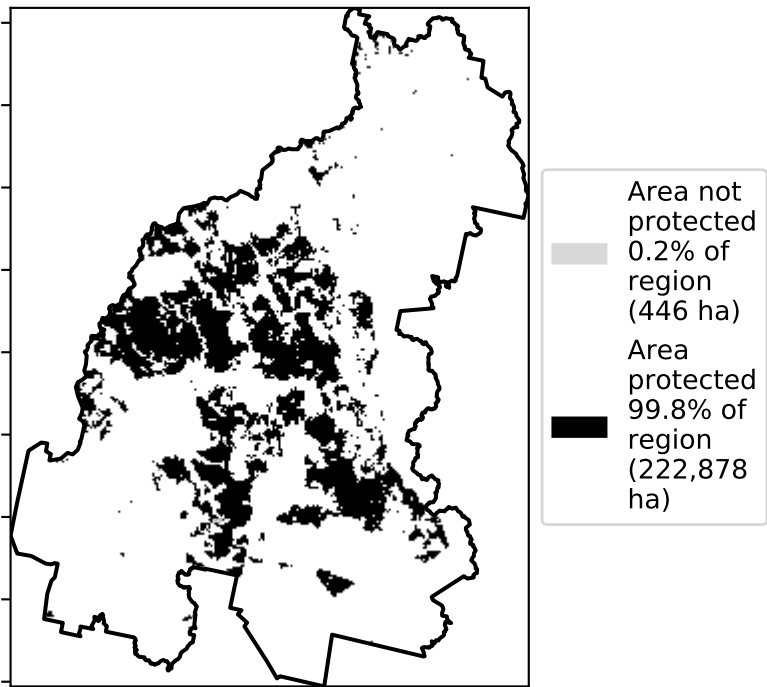 Area not
protected
0.2% of
region
(446 ha)
Area
protected
99.8% of
region
(222,878
ha)